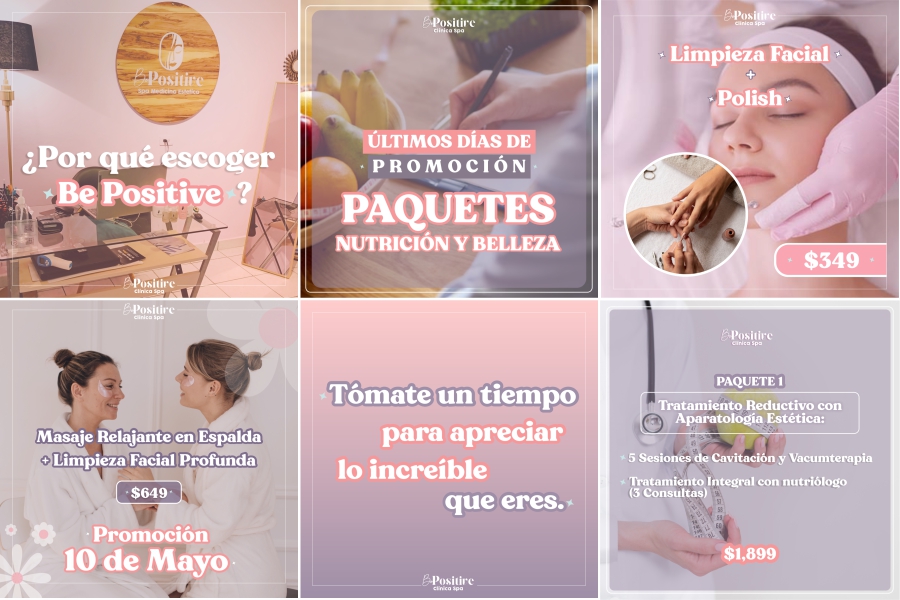 Be Positive
Spa + Medicina Estética
¿Por qué escoger
Be Positive ?
Be Positive
Clínica Spa
Be Positive
Clínica Spa
ÚLTIMOS DÍAS DE
PROMOCIÓN
PAQUETES
NUTRICIÓN Y BELLEZA
Be Positive
Clínica Spa
Limpieza Facial
+
Polish
$349
Be Positive
Clínica Spa
Masaje Relajante en Espalda
+ Limpieza Facial Profunda
$649
Promoción
10 de Mayo
Tómate un tiempo
para apreciar
lo increíble
que eres.
Be Positive
Clínica Spa
Be Positive
Clínica Spa
PAQUETE 1
Tratamiento Reductivo con
Aparatología Estética:
5 Sesiones de Cavitación y Vacumterapia
Tratamiento Integral con nutriólogo
(3 Consultas)
$1,899